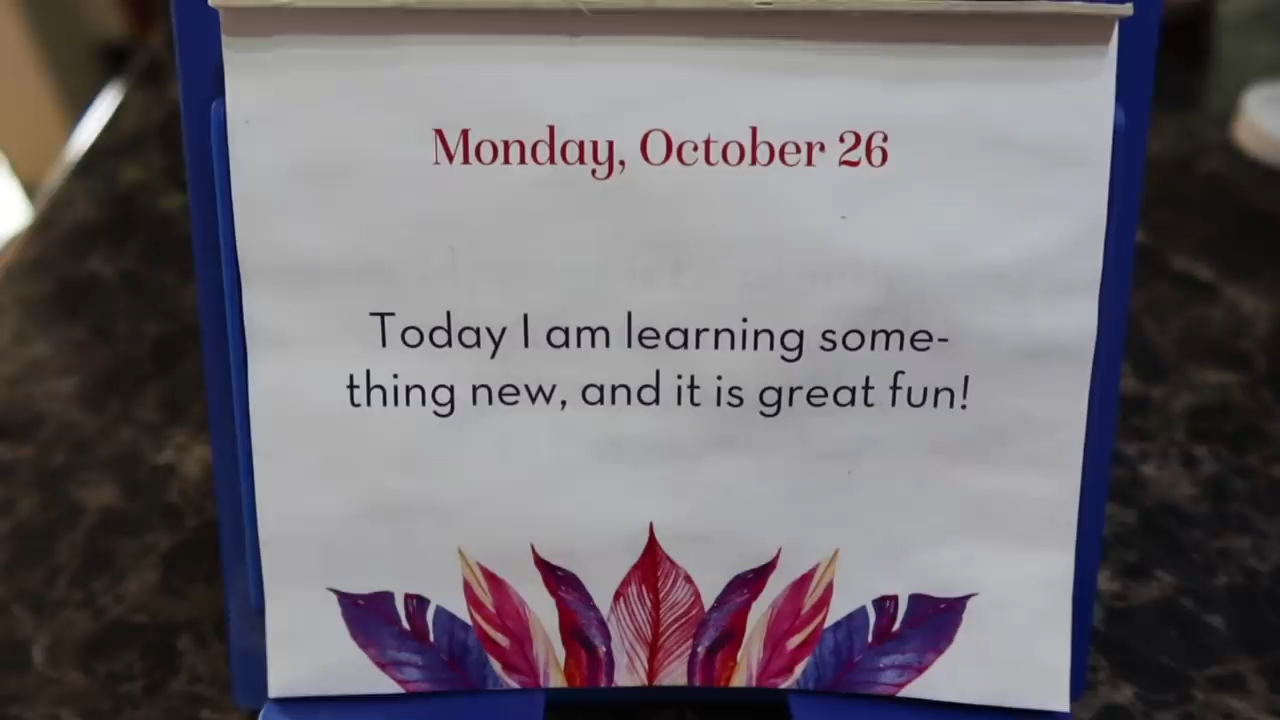 Monday, October 26
Today I am learning some-
thing new, and it is great fun!